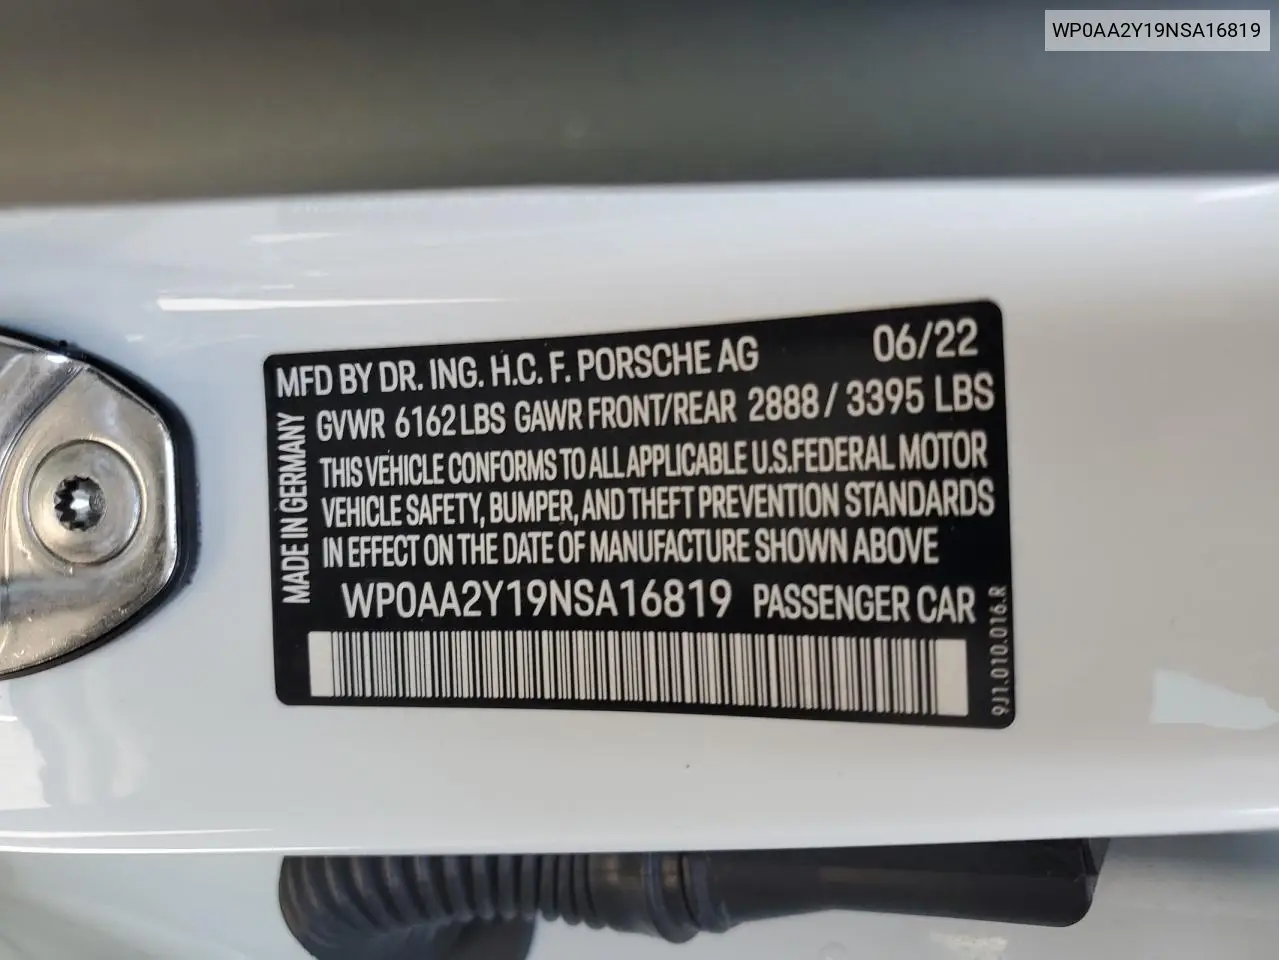 WP0AA2Y19NSA16819
MFD BY DR. ING. H.C. F. PORSCHE AG 06/22
GVWR 6162 LBS GAWR FRONT/REAR 2888 / 3395 LBS
THIS VEHICLE CONFORMS TO ALL APPLICABLE U.S. FEDERAL MOTOR
VEHICLE SAFETY, BUMPER, AND THEFT PREVENTION STANDARDS
IN EFFECT ON THE DATE OF MANUFACTURE SHOWN ABOVE
WP0AA2Y19NSA16819 PASSENGER CAR
MADE IN GERMANY
9J1.010.016.R